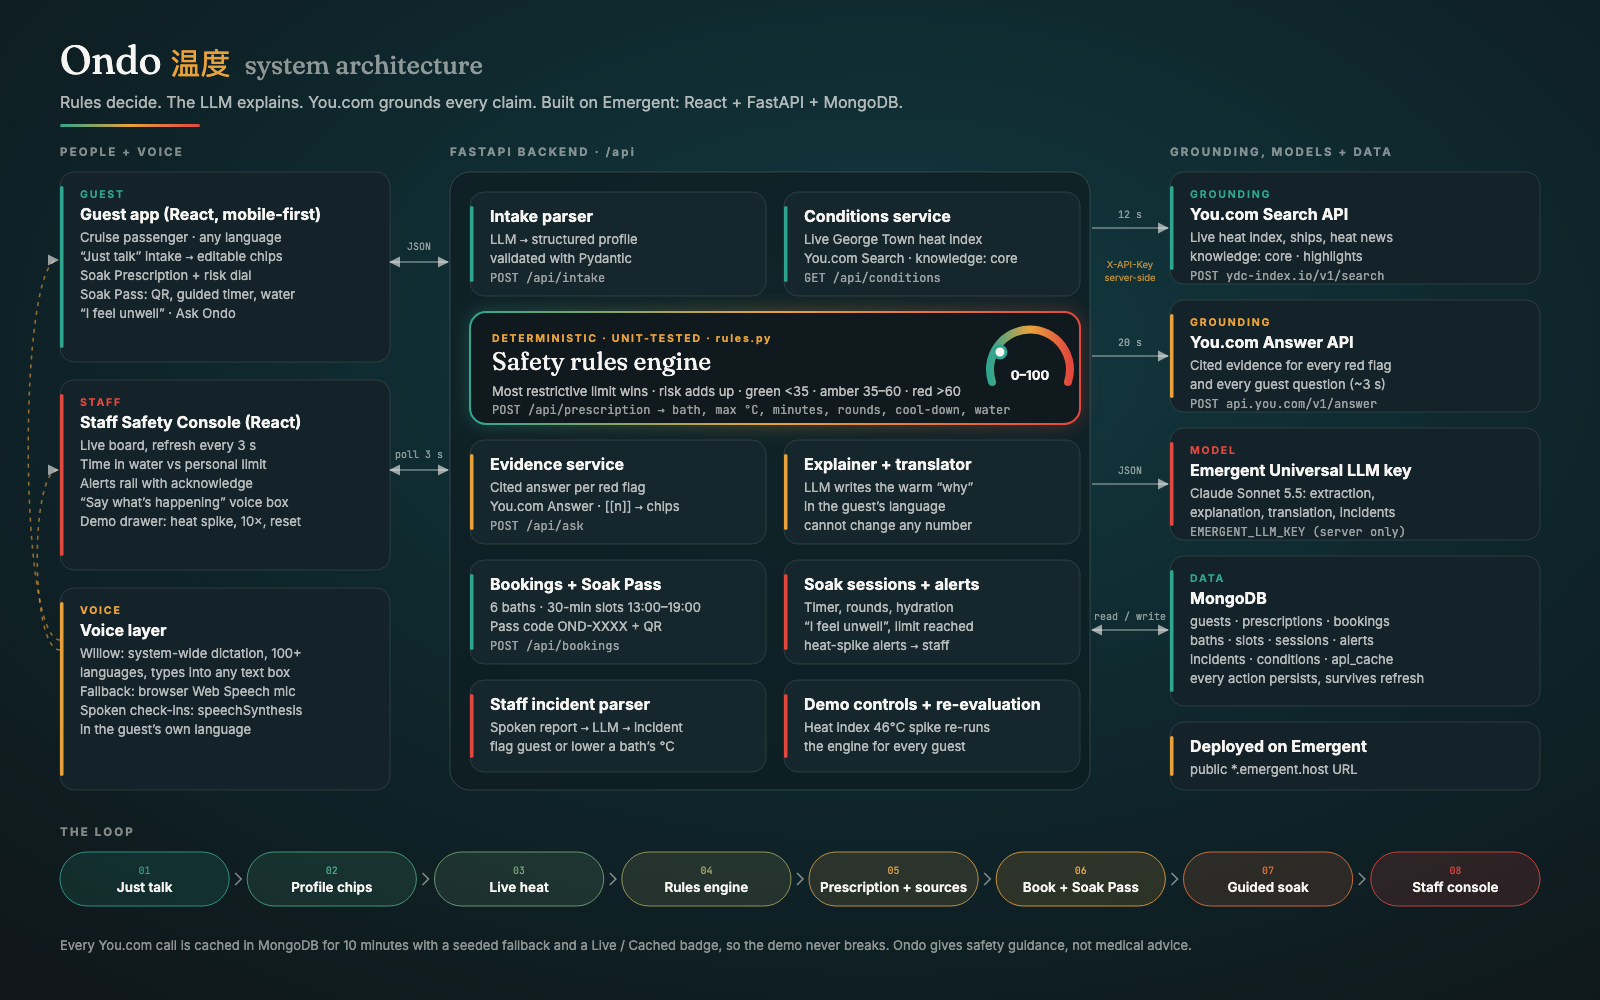 Ondo 温度 system architecture
Rules decide. The LLM explains. You.com grounds every claim. Built on Emergent: React + FastAPI + MongoDB.
PEOPLE + VOICE
GUEST
Guest app (React, mobile-first)
Cruise passenger · any language
“Just talk” intake → editable chips
Soak Prescription + risk dial
Soak Pass: QR, guided timer, water
“I feel unwell” · Ask Ondo
STAFF
Staff Safety Console (React)
Live board, refresh every 3 s
Time in water vs personal limit
Alerts rail with acknowledge
“Say what’s happening” voice box
Demo drawer: heat spike, 10×, reset
VOICE
Voice layer
Willow: system-wide dictation, 100+
languages, types into any text box
Fallback: browser Web Speech mic
Spoken check-ins: speechSynthesis
in the guest’s own language
JSON
poll 3 s
FASTAPI BACKEND · /api
Intake parser
LLM → structured profile
validated with Pydantic
POST /api/intake
Conditions service
Live George Town heat index
You.com Search · knowledge: core
GET /api/conditions
DETERMINISTIC · UNIT-TESTED · rules.py
Safety rules engine
Most restrictive limit wins · risk adds up · green <35 · amber 35–60 · red >60
POST /api/prescription → bath, max °C, minutes, rounds, cool-down, water
0–100
Evidence service
Cited answer per red flag
You.com Answer · [[n]] → chips
POST /api/ask
Explainer + translator
LLM writes the warm “why”
in the guest’s language
cannot change any number
Bookings + Soak Pass
6 baths · 30-min slots 13:00–19:00
Pass code OND-XXXX + QR
POST /api/bookings
Soak sessions + alerts
Timer, rounds, hydration
“I feel unwell”, limit reached
heat-spike alerts → staff
Staff incident parser
Spoken report → LLM → incident
flag guest or lower a bath’s °C
Demo controls + re-evaluation
Heat index 46°C spike re-runs
the engine for every guest
12 s
X-API-Key
server-side
20 s
JSON
read / write
GROUNDING, MODELS + DATA
GROUNDING
You.com Search API
Live heat index, ships, heat news
knowledge: core · highlights
POST ydc-index.io/v1/search
GROUNDING
You.com Answer API
Cited evidence for every red flag
and every guest question (~3 s)
POST api.you.com/v1/answer
MODEL
Emergent Universal LLM key
Claude Sonnet 5.5: extraction,
explanation, translation, incidents
EMERGENT_LLM_KEY (server only)
DATA
MongoDB
guests · prescriptions · bookings
baths · slots · sessions · alerts
incidents · conditions · api_cache
every action persists, survives refresh
Deployed on Emergent
public *.emergent.host URL
THE LOOP
01
Just talk
02
Profile chips
03
Live heat
04
Rules engine
05
Prescription + sources
06
Book + Soak Pass
07
Guided soak
08
Staff console
Every You.com call is cached in MongoDB for 10 minutes with a seeded fallback and a Live / Cached badge, so the demo never breaks. Ondo gives safety guidance, not medical advice.